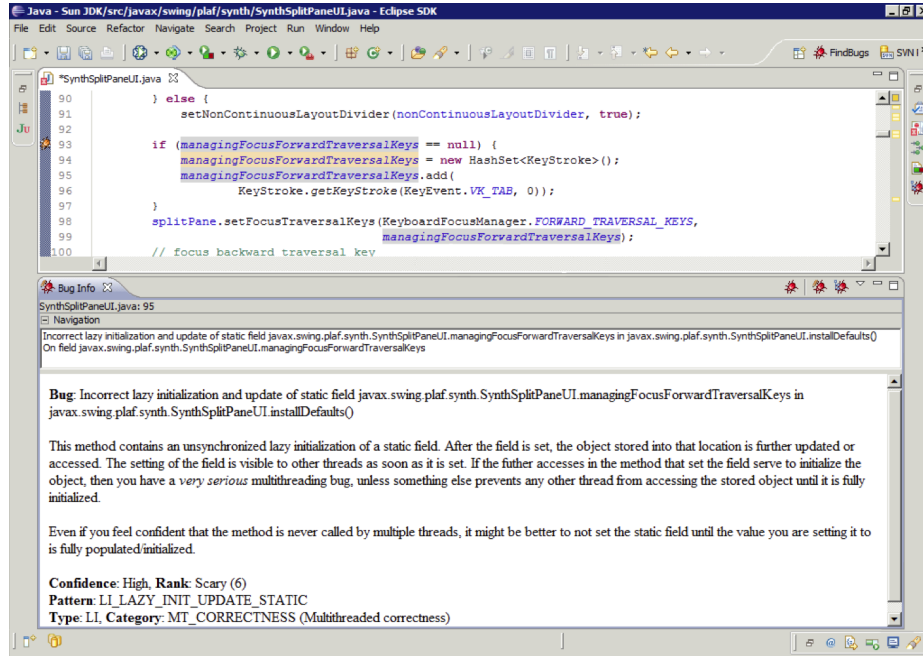 Java - Sun JDK/src/javax/swing/plaf/synth/SynthSplitPaneUI.java - Eclipse SDK
File Edit Source Refactor Navigate Search Project Run Window Help
FindBugs SVN
*SynthSplitPaneUI.java
90 } else {
91 setNonContinuousLayoutDivider(nonContinuousLayoutDivider, true);
92
93 if (managingFocusForwardTraversalKeys == null) {
94 managingFocusForwardTraversalKeys = new HashSet<KeyStroke>();
95 managingFocusForwardTraversalKeys.add(
96 KeyStroke.getKeyStroke(KeyEvent.VK_TAB, 0));
97 }
98 splitPane.setFocusTraversalKeys(KeyboardFocusManager.FORWARD_TRAVERSAL_KEYS,
99 managingFocusForwardTraversalKeys);
100 // focus backward traversal key
Ju
Bug Info
SynthSplitPaneUI.java: 95
Navigation
Incorrect lazy initialization and update of static field javax.swing.plaf.synth.SynthSplitPaneUI.managingFocusForwardTraversalKeys in javax.swing.plaf.synth.SynthSplitPaneUI.installDefaults()
On field javax.swing.plaf.synth.SynthSplitPaneUI.managingFocusForwardTraversalKeys
Bug: Incorrect lazy initialization and update of static field javax.swing.plaf.synth.SynthSplitPaneUI.managingFocusForwardTraversalKeys in
javax.swing.plaf.synth.SynthSplitPaneUI.installDefaults()
This method contains an unsynchronized lazy initialization of a static field. After the field is set, the object stored into that location is further updated or
accessed. The setting of the field is visible to other threads as soon as it is set. If the futher accesses in the method that set the field serve to initialize the
object, then you have a very serious multithreading bug, unless something else prevents any other thread from accessing the stored object until it is fully
initialized.
Even if you feel confident that the method is never called by multiple threads, it might be better to not set the static field until the value you are setting it to
is fully populated/initialized.
Confidence: High, Rank: Scary (6)
Pattern: LI_LAZY_INIT_UPDATE_STATIC
Type: LI, Category: MT_CORRECTNESS (Multithreaded correctness)